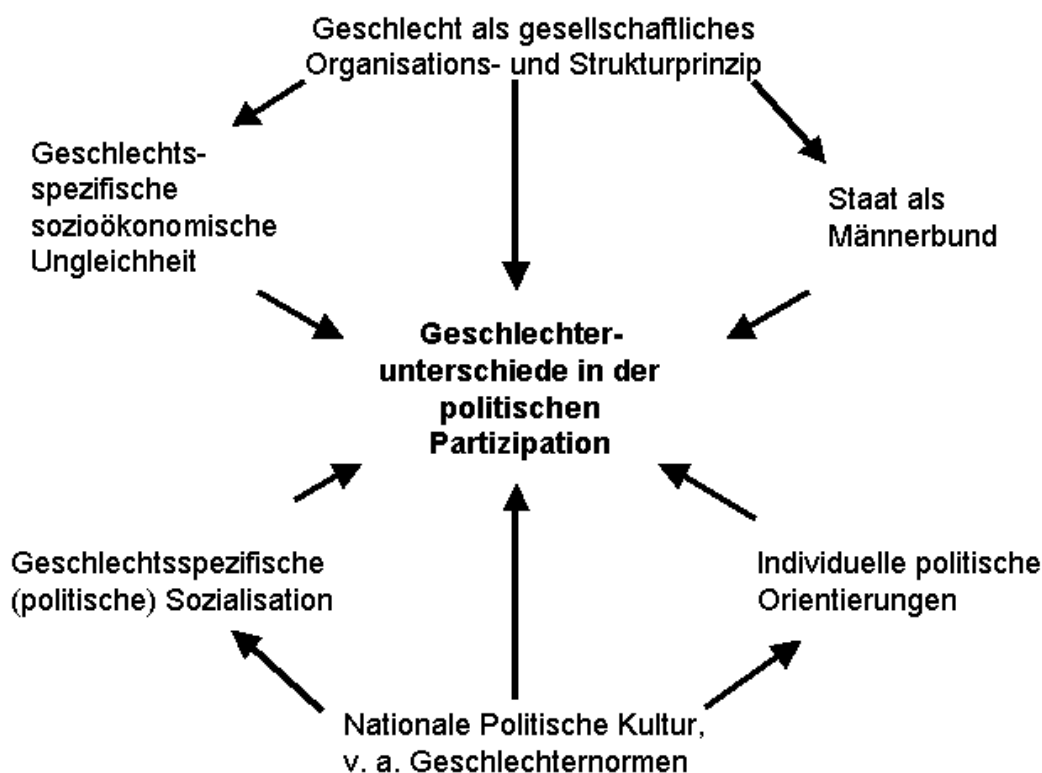 Geschlecht als gesellschaftliches
Organisations- und Strukturprinzip
Geschlechts-
spezifische
sozioökonomische
Ungleichheit
Staat als
Männerbund
Geschlechter-
unterschiede in der
politischen
Partizipation
Geschlechtsspezifische
(politische) Sozialisation
Individuelle politische
Orientierungen
Nationale Politische Kultur,
v. a. Geschlechternormen